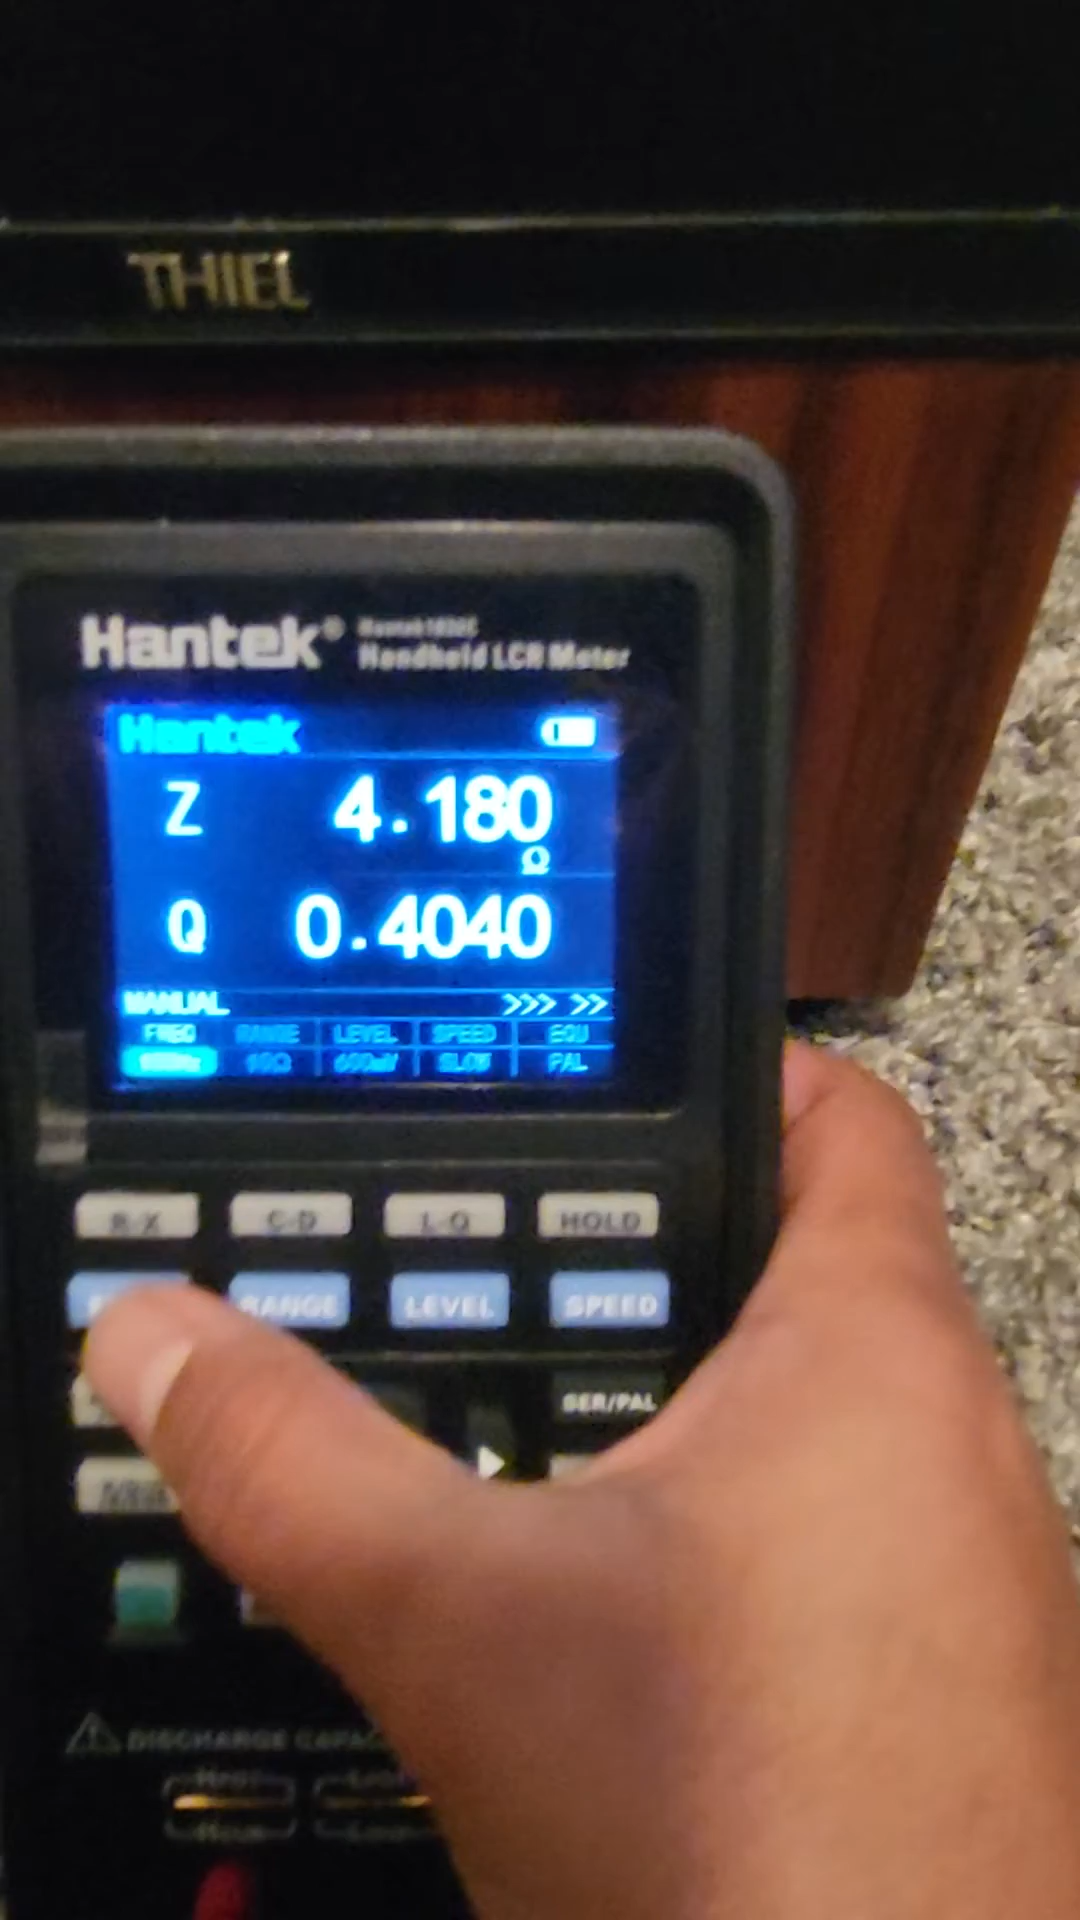 THIEL
Hantek®
Handheld LCR Meter
Hantek
Z 4.180
Ω
Q 0.4040
MANUAL >>> >>
FREQ RANGE LEVEL SPEED EQU
SLOW PAL
R-X C-D L-Q HOLD
RANGE LEVEL SPEED
SER/PAL
DISCHARGE